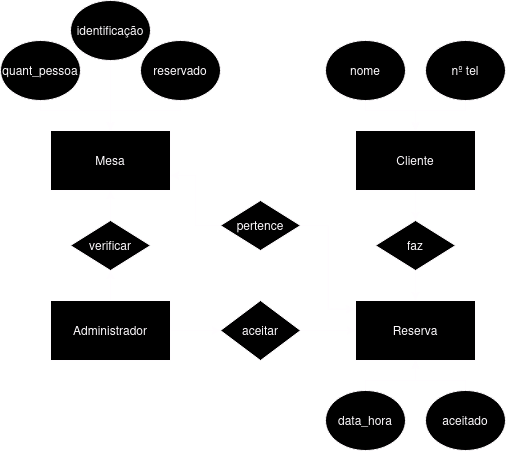 identificação
quant_pessoa
reservado
nome
nº tel
Mesa
Cliente
pertence
verificar
faz
Administrador
aceitar
Reserva
data_hora
aceitado